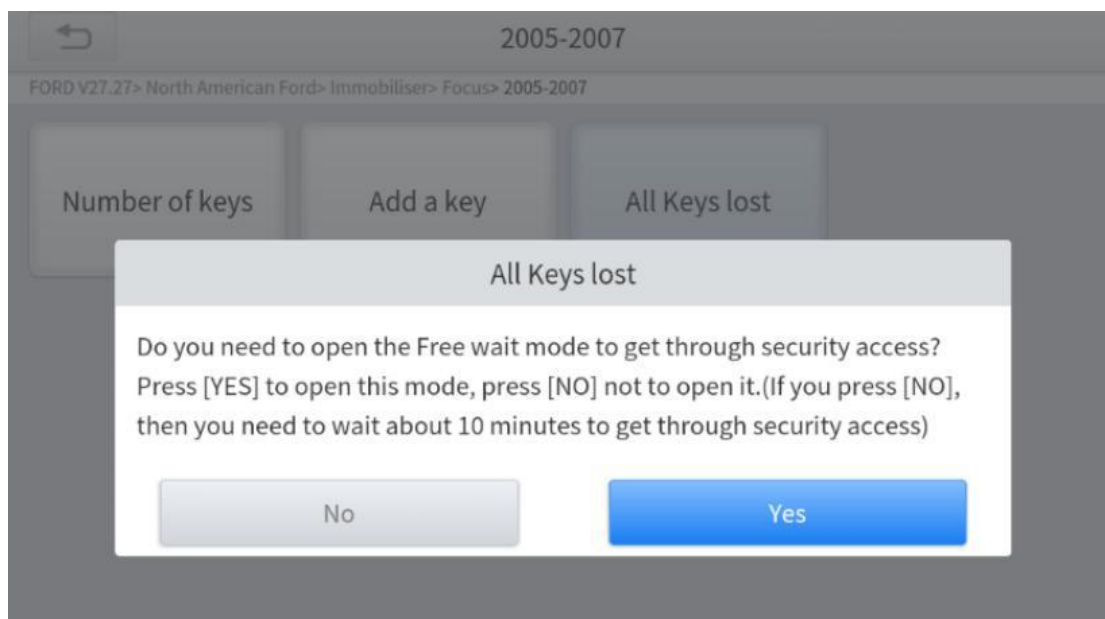 2005-2007
FORD V27.27> North American Ford> Immobiliser> Focus> 2005-2007
Number of keys
Add a key
All Keys lost
All Keys lost
Do you need to open the Free wait mode to get through security access?
Press [YES] to open this mode, press [NO] not to open it.(If you press [NO],
then you need to wait about 10 minutes to get through security access)
No
Yes